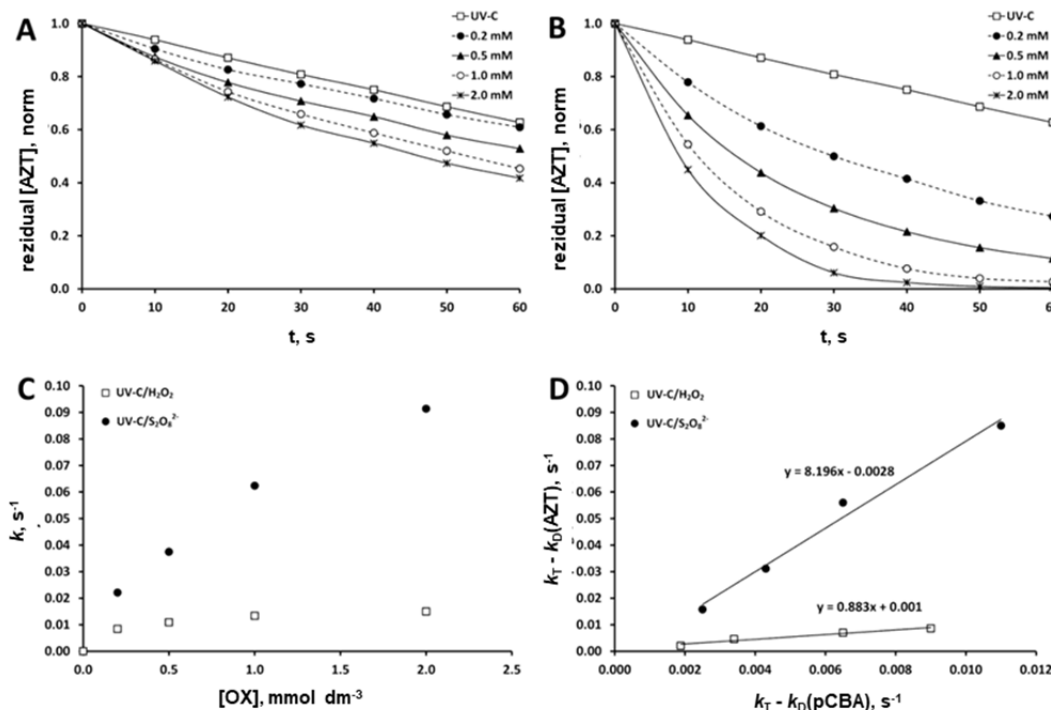 A
UV-C
0.2 mM
0.5 mM
1.0 mM
2.0 mM
1.0
0.8
0.6
0.4
0.2
0.0
rezidual [AZT], norm
0 10 20 30 40 50 60
t, s
B
UV-C
0.2 mM
0.5 mM
1.0 mM
2.0 mM
1.0
0.8
0.6
0.4
0.2
0.0
rezidual [AZT], norm
0 10 20 30 40 50 60
t, s
C
UV-C/H₂O₂
UV-C/S₂O₈²⁻
0.10
0.09
0.08
0.07
0.06
0.05
0.04
0.03
0.02
0.01
0.00
k, s⁻¹
0.0 0.5 1.0 1.5 2.0 2.5
[OX], mmol dm⁻³
D
UV-C/H₂O₂
UV-C/S₂O₈²⁻
0.10
0.09
0.08
0.07
0.06
0.05
0.04
0.03
0.02
0.01
0.00
kT - kD(AZT), s⁻¹
y = 8.196x - 0.0028
y = 0.883x + 0.001
0.000 0.002 0.004 0.006 0.008 0.010 0.012
kT - kD(pCBA), s⁻¹